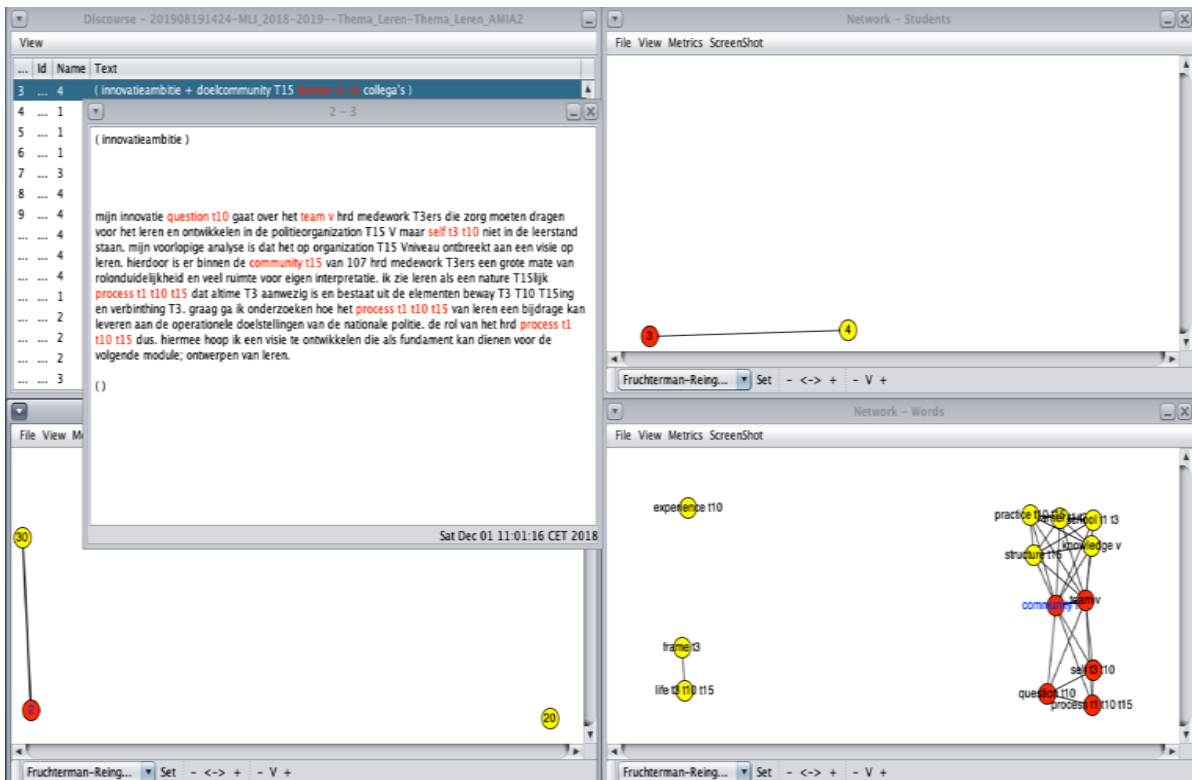 Discourse - 201908191424-MLI_2018-2019--Thema_Leren-Thema_Leren_AMIA2
View
... Id Name Text
3 ... 4 ( innovatieambitie + doelcommunity T15 collega's )
4 ... 1
5 ... 1
6 ... 1
7 ... 3
8 ... 4
9 ... 4
... ... 4
... ... 4
... ... 4
... ... 1
... ... 2
... ... 2
... ... 2
... ... 3
2 - 3
( innovatieambitie )
mijn innovatie question t10 gaat over het team v hrd medework T3ers die zorg moeten dragen
voor het leren en ontwikkelen in de politieorganization T15 V maar self t3 t10 niet in de leerstand
staan. mijn voorlopige analyse is dat het op organization T15 Vniveau ontbreekt aan een visie op
leren. hierdoor is er binnen de community t15 van 107 hrd medework T3ers een grote mate van
rolonduidelijkheid en veel ruimte voor eigen interpretatie. ik zie leren als een nature T15lijk
process t1 t10 t15 dat altime T3 aanwezig is en bestaat uit de elementen beway T3 T10 T15ing
en verbinthing T3. graag ga ik onderzoeken hoe het process t1 t10 t15 van leren een bijdrage kan
leveren aan de operationele doelstellingen van de nationale politie. de rol van het hrd process t1
t10 t15 dus. hiermee hoop ik een visie te ontwikkelen die als fundament kan dienen voor de
volgende module; ontwerpen van leren.
()
Sat Dec 01 11:01:16 CET 2018
Network - Students
File View Metrics ScreenShot
3
4
Fruchterman-Reing... Set - <-> + - V +
File View M
30
2
20
Fruchterman-Reing... Set - <-> + - V +
Network - Words
File View Metrics ScreenShot
experience t10
practice t10 school t1 t3
structure t15 knowledge v
community team v
frame t3
life t3 t10 t15
self t3 t10
question t10
process t1 t10 t15
Fruchterman-Reing... Set - <-> + - V +